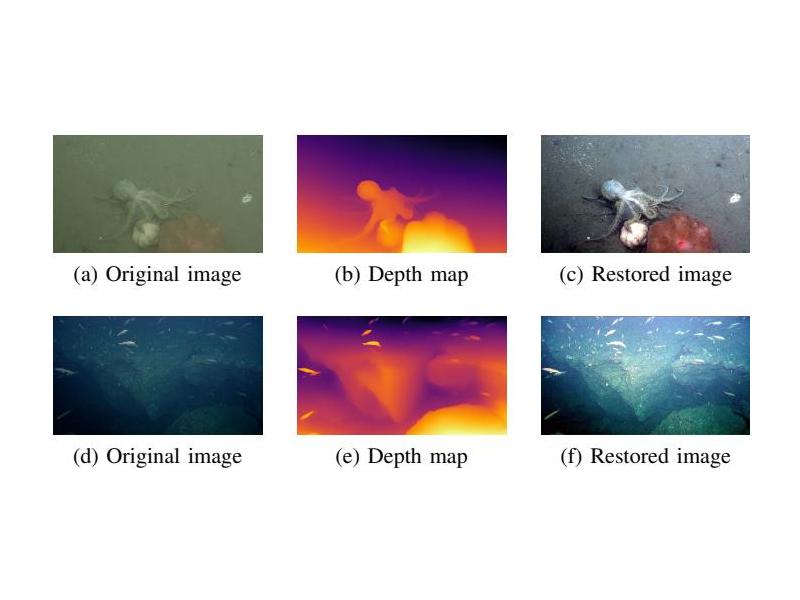 (a) Original image
(b) Depth map
(c) Restored image
(d) Original image
(e) Depth map
(f) Restored image